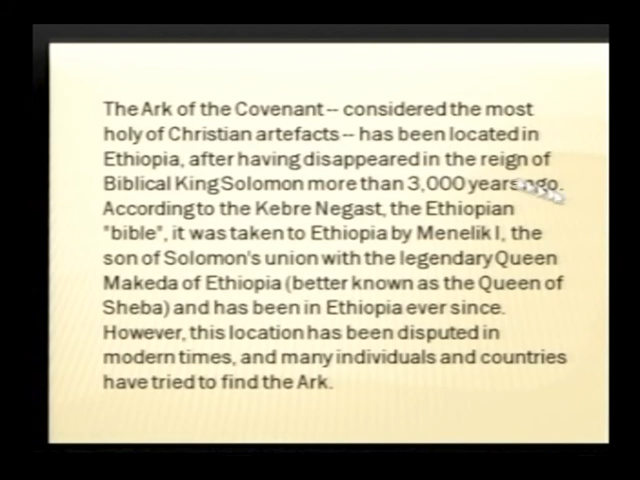 The Ark of the Covenant -- considered the most
holy of Christian artefacts -- has been located in
Ethiopia, after having disappeared in the reign of
Biblical King Solomon more than 3,000 years ago.
According to the Kebre Negast, the Ethiopian
"bible", it was taken to Ethiopia by Menelik I, the
son of Solomon's union with the legendary Queen
Makeda of Ethiopia (better known as the Queen of
Sheba) and has been in Ethiopia ever since.
However, this location has been disputed in
modern times, and many individuals and countries
have tried to find the Ark.